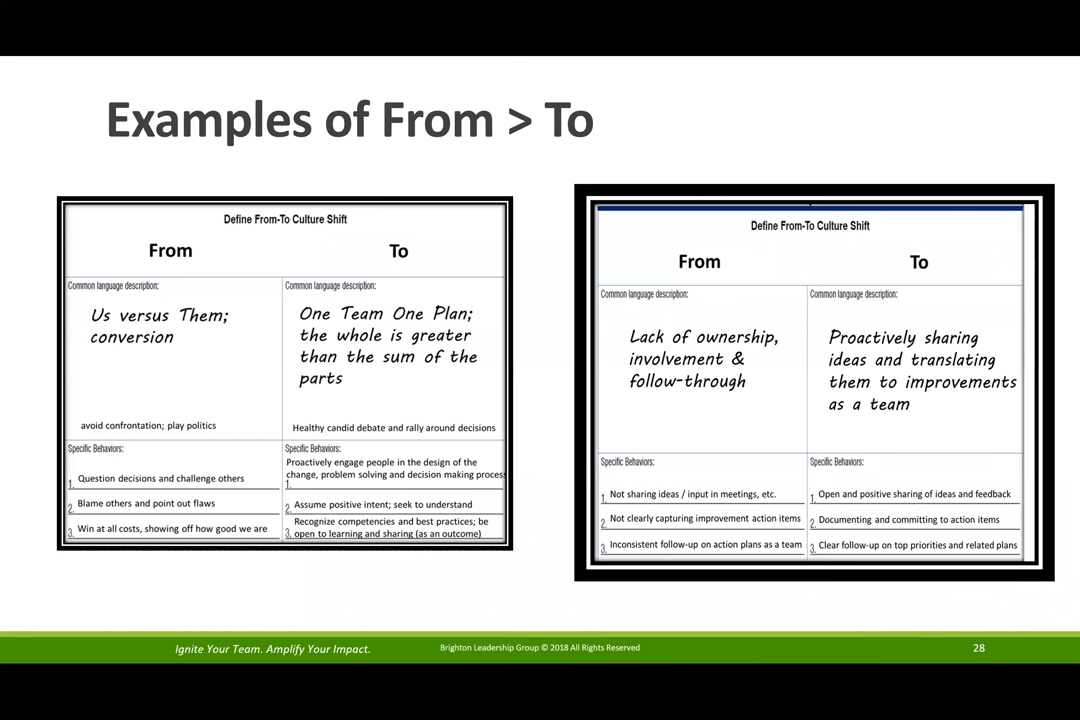 Examples of From > To
Define From-To Culture Shift
From
To
Common language description:
Us versus Them;
conversion
avoid confrontation; play politics
Common language description:
One Team One Plan;
the whole is greater
than the sum of the
parts
Healthy candid debate and rally around decisions
Specific Behaviors:
1. Question decisions and challenge others
2. Blame others and point out flaws
3. Win at all costs, showing off how good we are
Specific Behaviors:
Proactively engage people in the design of the
change, problem solving and decision making process
1.
2. Assume positive intent; seek to understand
Recognize competencies and best practices; be
3. open to learning and sharing (as an outcome)
Define From-To Culture Shift
From
To
Common language description:
Lack of ownership,
involvement &
follow-through
Common language description:
Proactively sharing
ideas and translating
them to improvements
as a team
Specific Behaviors:
1. Not sharing ideas / input in meetings, etc.
2. Not clearly capturing improvement action items
3. Inconsistent follow-up on action plans as a team
Specific Behaviors:
1. Open and positive sharing of ideas and feedback
2. Documenting and committing to action items
3. Clear follow-up on top priorities and related plans
Ignite Your Team. Amplify Your Impact.
Brighton Leadership Group © 2018 All Rights Reserved
28